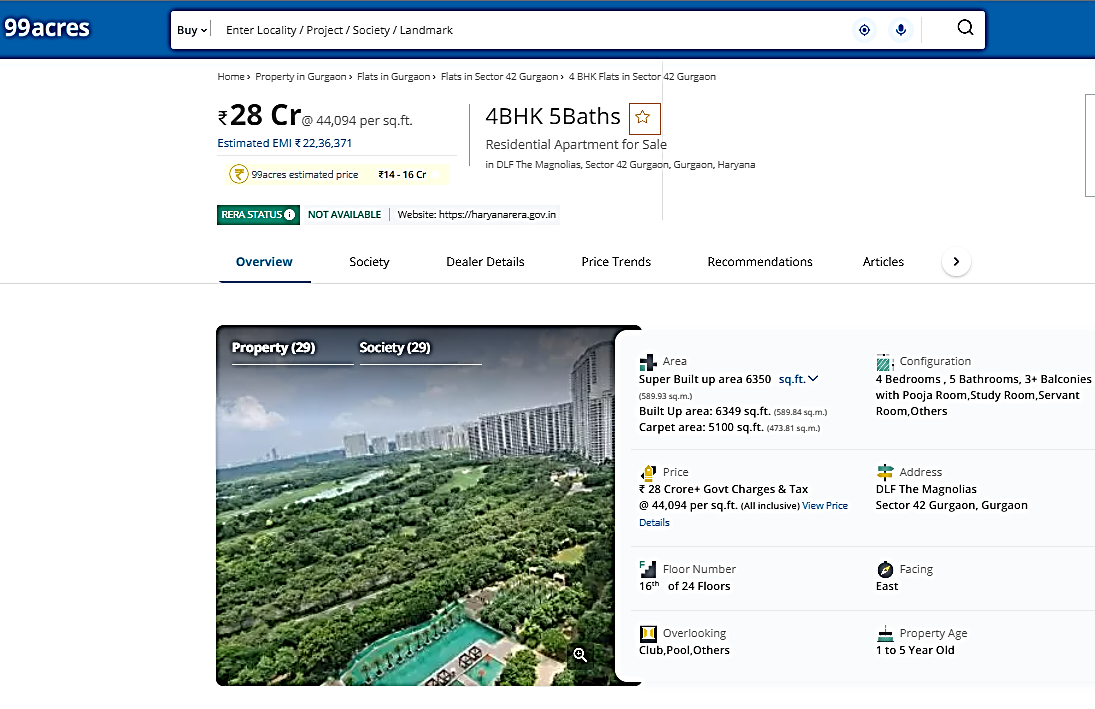 99acres
Buy
Enter Locality / Project / Society / Landmark
Home › Property in Gurgaon › Flats in Gurgaon › Flats in Sector 42 Gurgaon › 4 BHK Flats in Sector 42 Gurgaon
₹28 Cr @ 44,094 per sq.ft.
Estimated EMI ₹ 22,36,371
₹ 99acres estimated price ₹14 - 16 Cr
4BHK 5Baths
Residential Apartment for Sale
in DLF The Magnolias, Sector 42 Gurgaon, Gurgaon, Haryana
RERA STATUS i NOT AVAILABLE | Website: https://haryanarera.gov.in
Overview Society Dealer Details Price Trends Recommendations Articles
Property (29) Society (29)
Area
Super Built up area 6350 sq.ft.
(589.93 sq.m.)
Built Up area: 6349 sq.ft. (589.84 sq.m.)
Carpet area: 5100 sq.ft. (473.81 sq.m.)
Configuration
4 Bedrooms , 5 Bathrooms, 3+ Balconies
with Pooja Room,Study Room,Servant
Room,Others
Price
₹ 28 Crore+ Govt Charges & Tax
@ 44,094 per sq.ft. (All inclusive) View Price
Details
Address
DLF The Magnolias
Sector 42 Gurgaon, Gurgaon
Floor Number
16th of 24 Floors
Facing
East
Overlooking
Club,Pool,Others
Property Age
1 to 5 Year Old